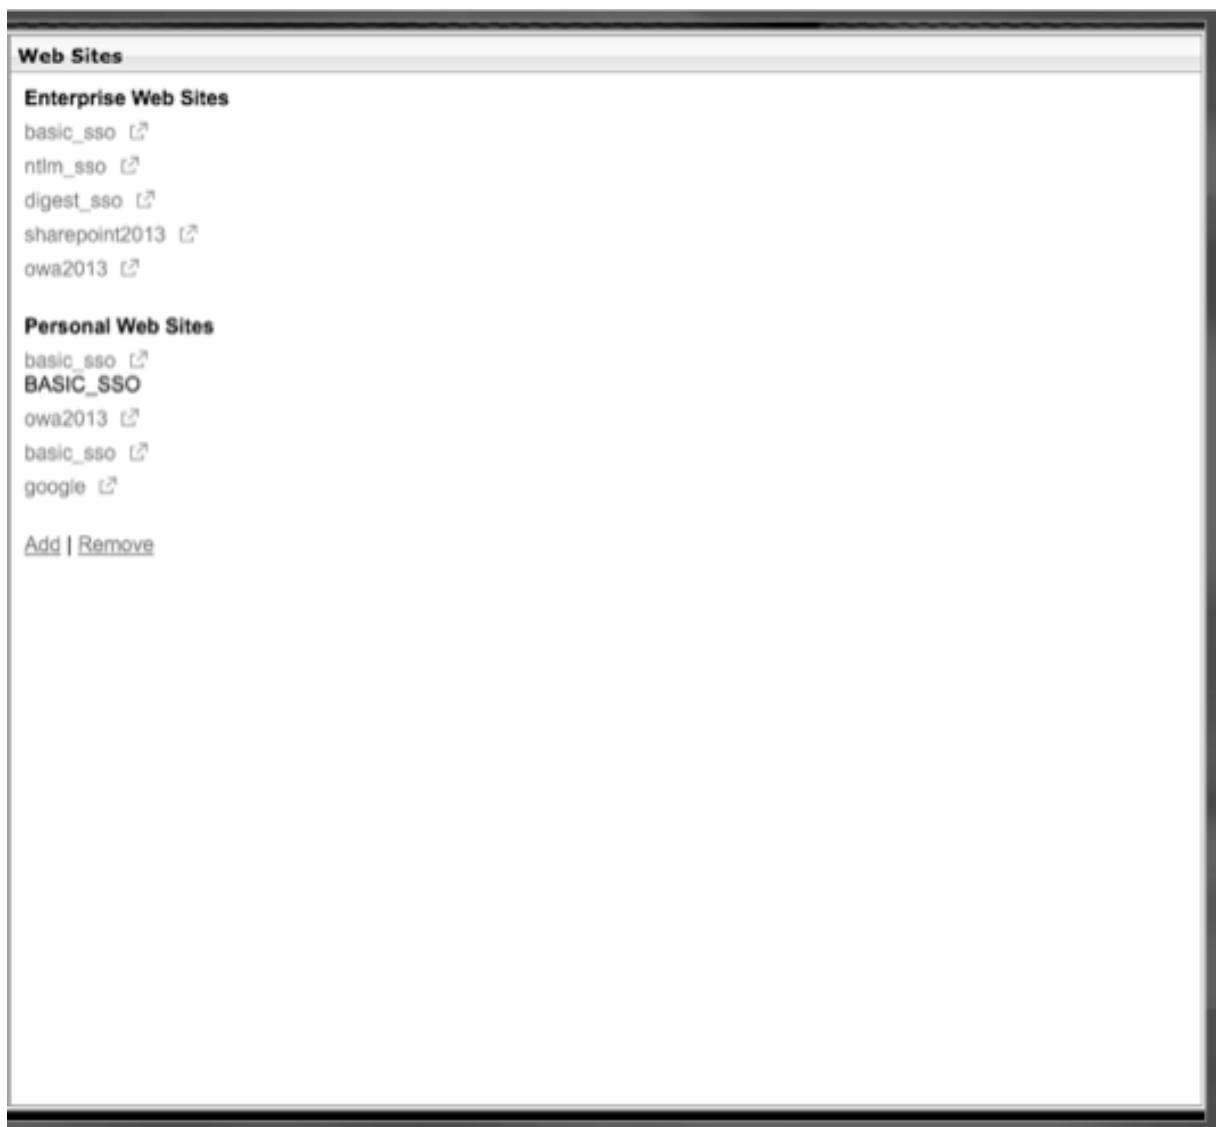 Web Sites
Enterprise Web Sites
basic_sso
ntlm_sso
digest_sso
sharepoint2013
owa2013
Personal Web Sites
basic_sso
BASIC_SSO
owa2013
basic_sso
google
Add | Remove